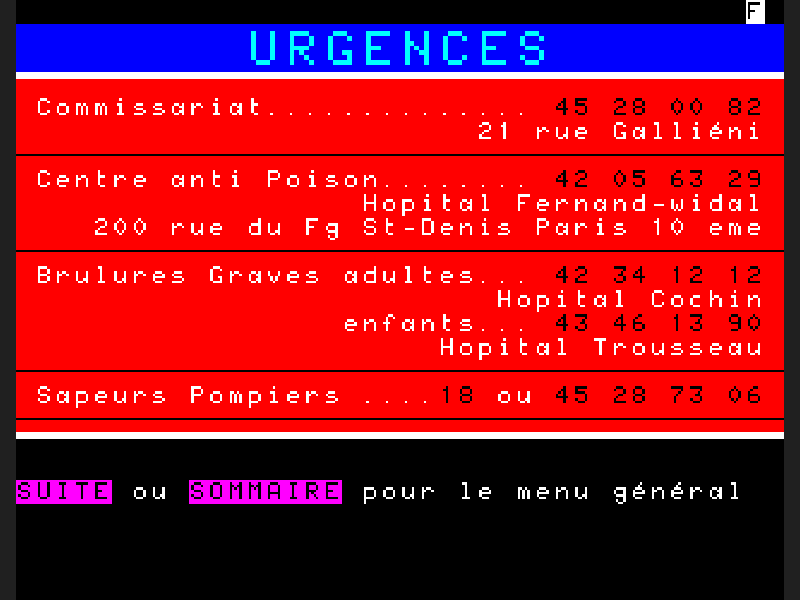 F
URGENCES
Commissariat.............. 45 28 00 82
21 rue Galliéni
Centre anti Poison........ 42 05 63 29
Hopital Fernand-widal
200 rue du Fg St-Denis Paris 10 eme
Brulures Graves adultes... 42 34 12 12
Hopital Cochin
enfants... 43 46 13 90
Hopital Trousseau
Sapeurs Pompiers ....18 ou 45 28 73 06
SUITE ou SOMMAIRE pour le menu général